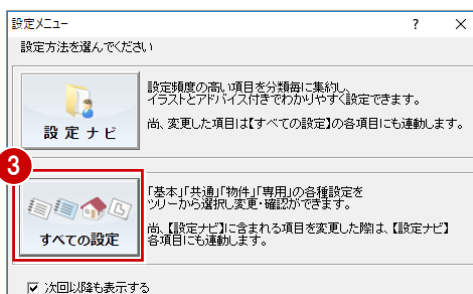 設定メニュー ? ×
設定方法を選んでください
設定頻度の高い項目を分類毎に集約し、
イラストとアドバイス付きでわかりやすく設定できます。
尚、変更した項目は【すべての設定】の各項目にも連動します。
設定ナビ
3
「基本」「共通」「物件」「専用」の各種設定を
ツリーから選択し変更・確認ができます。
尚、【設定ナビ】に含まれる項目を変更した際は、【設定ナビ】
各項目にも連動します。
すべての設定
次回以降も表示する